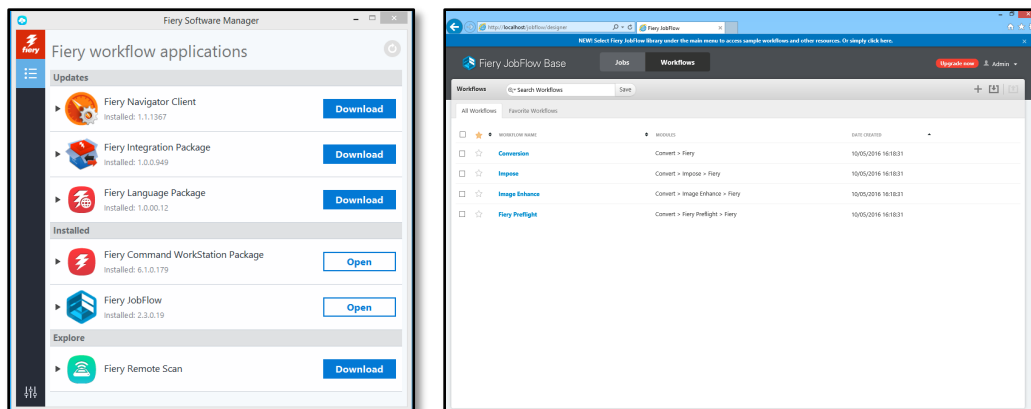 Fiery Software Manager
Fiery
Fiery workflow applications
Updates
Fiery Navigator Client
Installed: 1.1.1367
Download
Fiery Integration Package
Installed: 1.0.0.949
Download
Fiery Language Package
Installed: 1.0.00.12
Download
Installed
Fiery Command WorkStation Package
Installed: 6.1.0.179
Open
Fiery JobFlow
Installed: 2.3.0.19
Open
Explore
Fiery Remote Scan
Download
http://localhost/jobflow/designer
Fiery JobFlow
NEW! Select Fiery JobFlow library under the main menu to access sample workflows and other resources. Or simply click here.
Fiery JobFlow Base
Jobs
Workflows
Upgrade now
Admin
Workflows
Search Workflows
Save
All Workflows
Favorite Workflows
WORKFLOW NAME
MODULES
DATE CREATED
Conversion
Convert > Fiery
10/05/2016 16:18:31
Impose
Convert > Impose > Fiery
10/05/2016 16:18:31
Image Enhance
Convert > Image Enhance > Fiery
10/05/2016 16:18:31
Fiery Preflight
Convert > Fiery Preflight > Fiery
10/05/2016 16:18:31